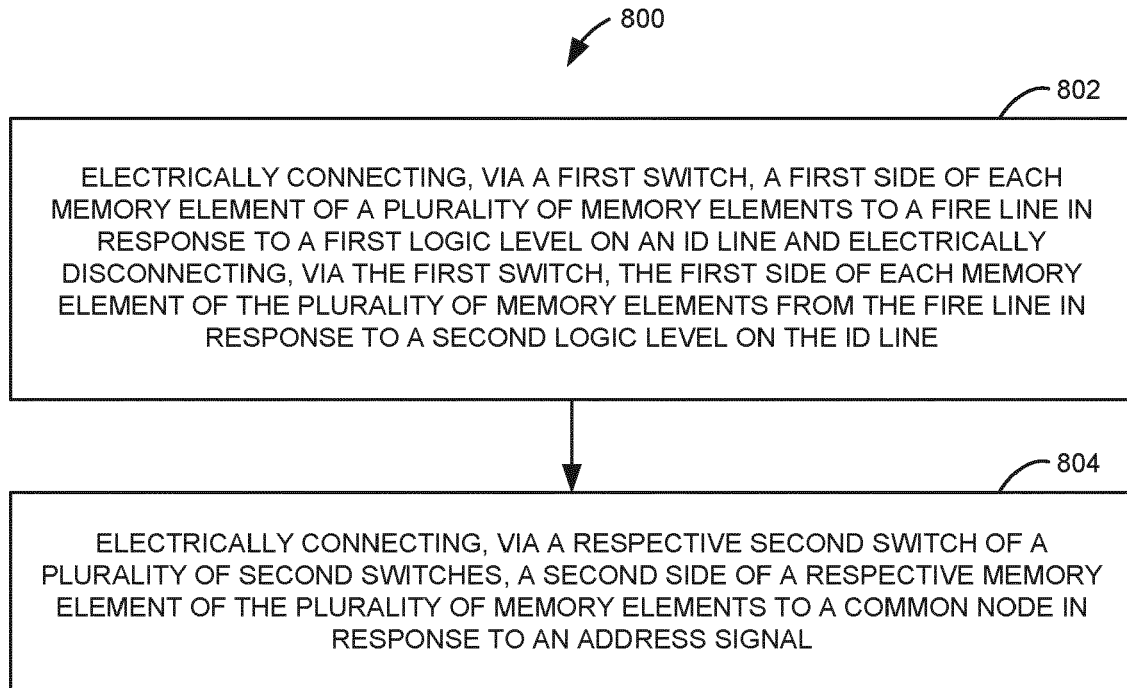 800
802
ELECTRICALLY CONNECTING, VIA A FIRST SWITCH, A FIRST SIDE OF EACH
MEMORY ELEMENT OF A PLURALITY OF MEMORY ELEMENTS TO A FIRE LINE IN
RESPONSE TO A FIRST LOGIC LEVEL ON AN ID LINE AND ELECTRICALLY
DISCONNECTING, VIA THE FIRST SWITCH, THE FIRST SIDE OF EACH MEMORY
ELEMENT OF THE PLURALITY OF MEMORY ELEMENTS FROM THE FIRE LINE IN
RESPONSE TO A SECOND LOGIC LEVEL ON THE ID LINE
804
ELECTRICALLY CONNECTING, VIA A RESPECTIVE SECOND SWITCH OF A
PLURALITY OF SECOND SWITCHES, A SECOND SIDE OF A RESPECTIVE MEMORY
ELEMENT OF THE PLURALITY OF MEMORY ELEMENTS TO A COMMON NODE IN
RESPONSE TO AN ADDRESS SIGNAL